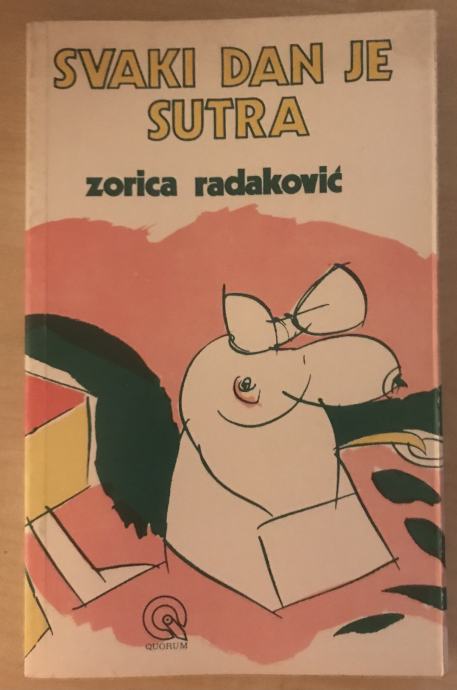 SVAKI DAN JE
SUTRA
zorica radaković
QUORUM